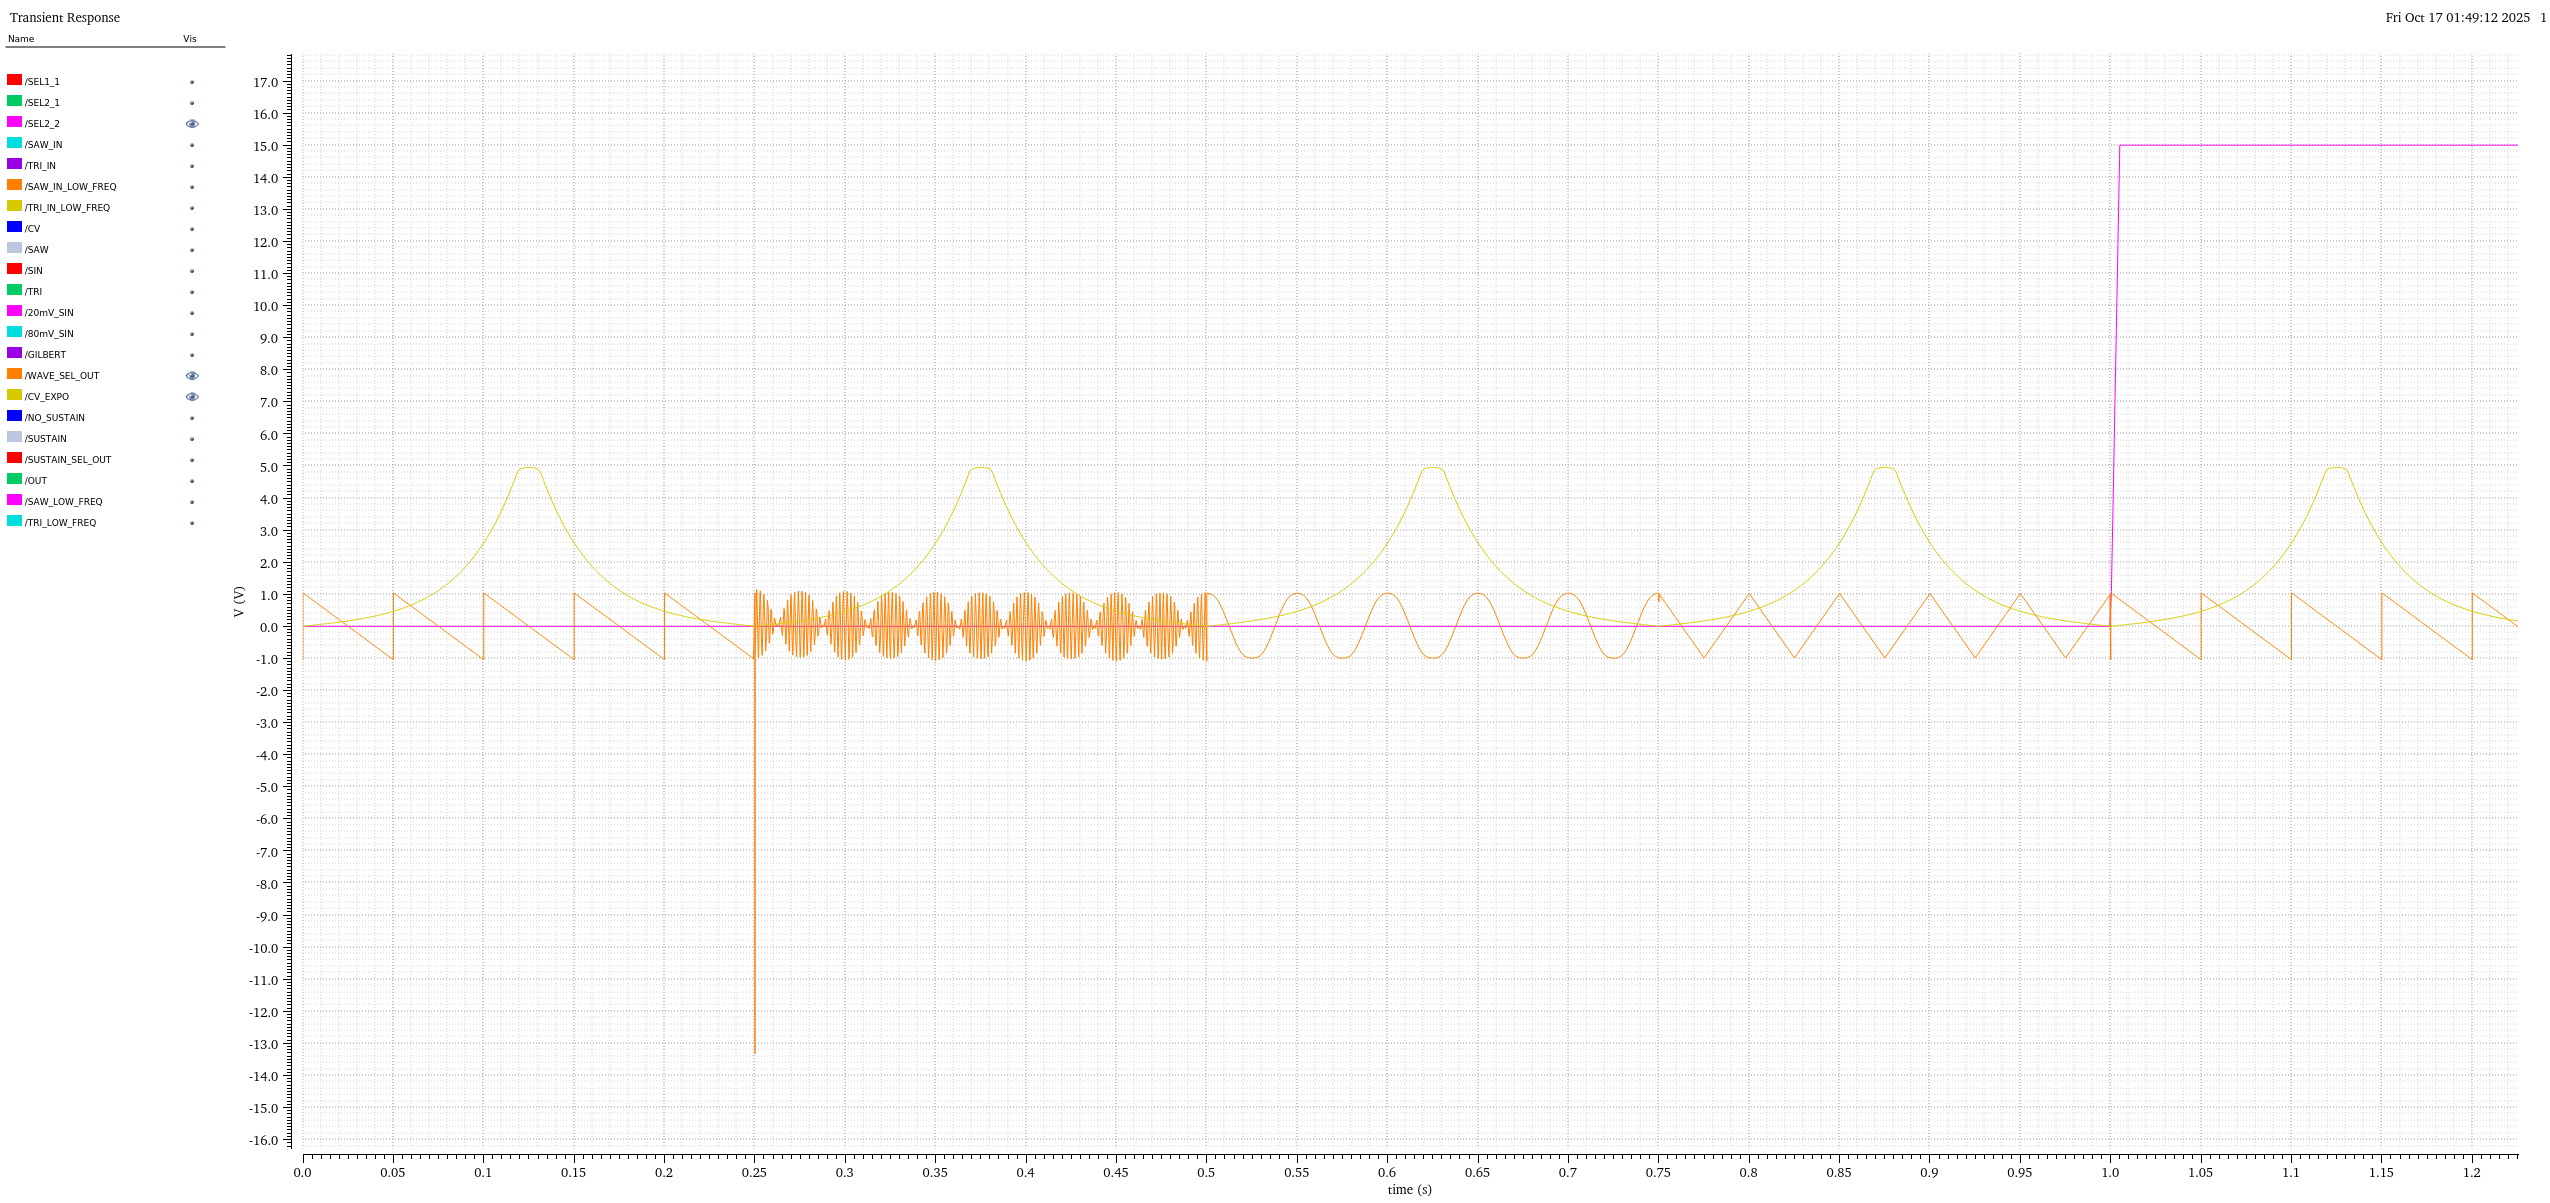 Transient Response
Fri Oct 17 01:49:12 2025 1
Name Vis
/SEL1_1
/SEL2_1
/SEL2_2
/SAW_IN
/TRI_IN
/SAW_IN_LOW_FREQ
/TRI_IN_LOW_FREQ
/CV
/SAW
/SIN
/TRI
/20mV_SIN
/80mV_SIN
/GILBERT
/WAVE_SEL_OUT
/CV_EXPO
/NO_SUSTAIN
/SUSTAIN
/SUSTAIN_SEL_OUT
/OUT
/SAW_LOW_FREQ
/TRI_LOW_FREQ
V (V)
17.0
16.0
15.0
14.0
13.0
12.0
11.0
10.0
9.0
8.0
7.0
6.0
5.0
4.0
3.0
2.0
1.0
0.0
-1.0
-2.0
-3.0
-4.0
-5.0
-6.0
-7.0
-8.0
-9.0
-10.0
-11.0
-12.0
-13.0
-14.0
-15.0
-16.0
0.0 0.05 0.1 0.15 0.2 0.25 0.3 0.35 0.4 0.45 0.5 0.55 0.6 0.65 0.7 0.75 0.8 0.85 0.9 0.95 1.0 1.05 1.1 1.15 1.2
time (s)